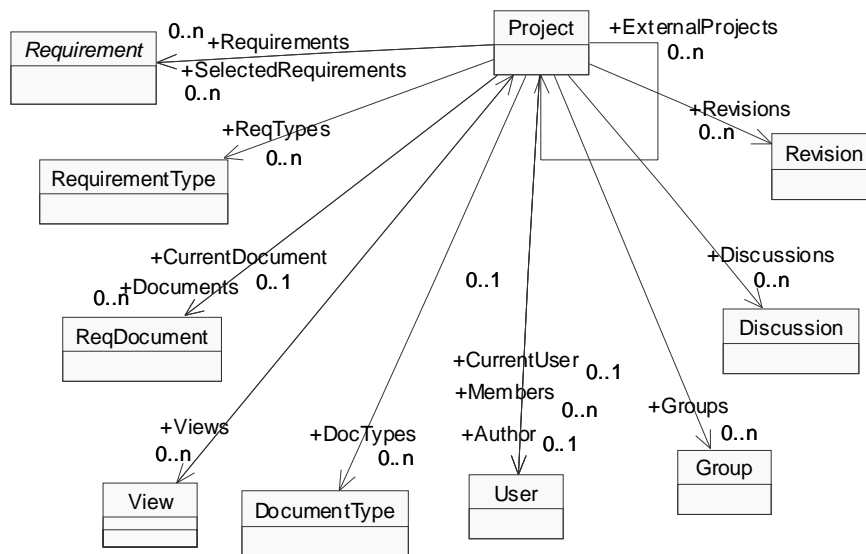 Project
+ExternalProjects
0..n
0..n
+Requirements
Requirement
+SelectedRequirements
0..n
+Revisions
0..n
+ReqTypes
0..n
Revision
RequirementType
+CurrentDocument
0..1
+Discussions
0..n
0..n
+Documents
0..1
ReqDocument
Discussion
+CurrentUser
0..1
+Members
0..n
+Groups
0..n
+Views
0..n
+DocTypes
0..n
+Author
0..1
Group
View
DocumentType
User